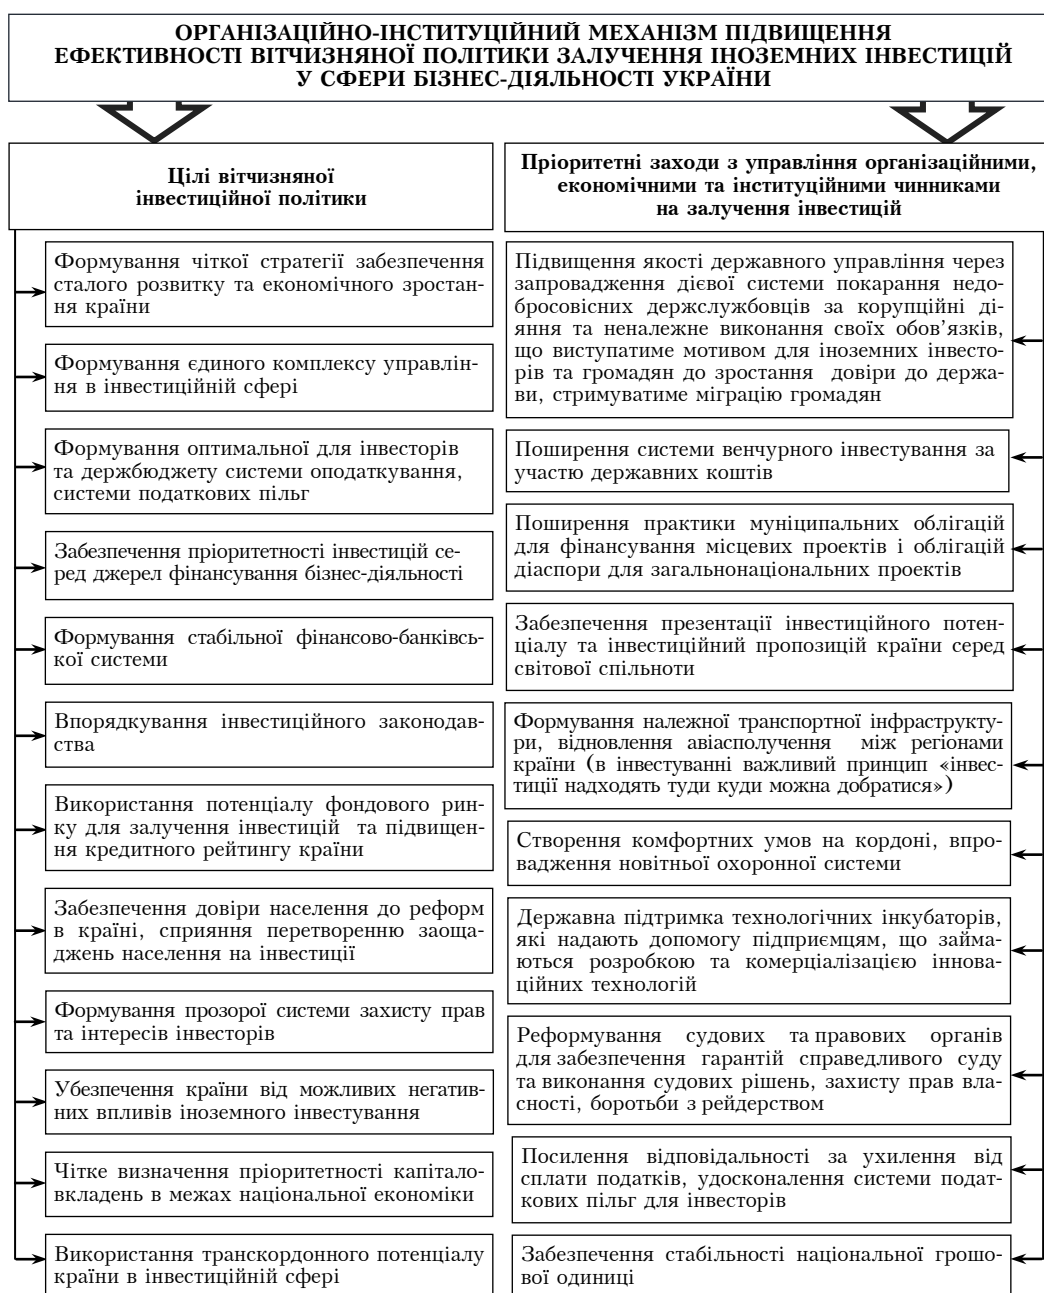 ОРГАНІЗАЦІЙНО-ІНСТИТУЦІЙНИЙ МЕХАНІЗМ ПІДВИЩЕННЯ
ЕФЕКТИВНОСТІ ВІТЧИЗНЯНОЇ ПОЛІТИКИ ЗАЛУЧЕННЯ ІНОЗЕМНИХ ІНВЕСТИЦІЙ
У СФЕРИ БІЗНЕС-ДІЯЛЬНОСТІ УКРАЇНИ
Цілі вітчизняної
інвестиційної політики
Формування чіткої стратегії забезпечення
сталого розвитку та економічного зростан-
ня країни
Формування єдиного комплексу управлін-
ня в інвестиційній сфері
Формування оптимальної для інвесторів
та держбюджету системи оподаткування,
системи податкових пільг
Забезпечення пріоритетності інвестицій се-
ред джерел фінансування бізнес-діяльності
Формування стабільної фінансово-банківсь-
кої системи
Впорядкування інвестиційного законодав-
ства
Використання потенціалу фондового рин-
ку для залучення інвестицій та підвищен-
ня кредитного рейтингу країни
Забезпечення довіри населення до реформ
в країні, сприяння перетворенню заоща-
джень населення на інвестиції
Формування прозорої системи захисту прав
та інтересів інвесторів
Убезпечення країни від можливих негатив-
них впливів іноземного інвестування
Чітке визначення пріоритетності капітало-
вкладень в межах національної економіки
Використання транскордонного потенціалу
країни в інвестиційній сфері
Пріоритетні заходи з управління організаційними,
економічними та інституційними чинниками
на залучення інвестицій
Підвищення якості державного управління через
запровадження дієвої системи покарання недо-
бросовісних держслужбовців за корупційні ді-
яння та неналежне виконання своїх обов’язків,
що виступатиме мотивом для іноземних інвесто-
рів та громадян до зростання довіри до держа-
ви, стримуватиме міграцію громадян
Поширення системи венчурного інвестування за
участю державних коштів
Поширення практики муніципальних облігацій
для фінансування місцевих проектів і облігацій
діаспори для загальнонаціональних проектів
Забезпечення презентації інвестиційного потен-
ціалу та інвестиційний пропозицій країни серед
світової спільноти
Формування належної транспортної інфраструкту-
ри, відновлення авіасполучення між регіонами
країни (в інвестуванні важливий принцип «інвес-
тиції надходять туди куди можна добратися»)
Створення комфортних умов на кордоні, впро-
вадження новітньої охоронної системи
Державна підтримка технологічних інкубаторів,
які надають допомогу підприємцям, що займа-
ються розробкою та комерціалізацією іннова-
ційних технологій
Реформування судових та правових органів
для забезпечення гарантій справедливого суду
та виконання судових рішень, захисту прав вла-
сності, боротьби з рейдерством
Посилення відповідальності за ухилення від
сплати податків, удосконалення системи подат-
кових пільг для інвесторів
Забезпечення стабільності національної грошо-
вої одиниці